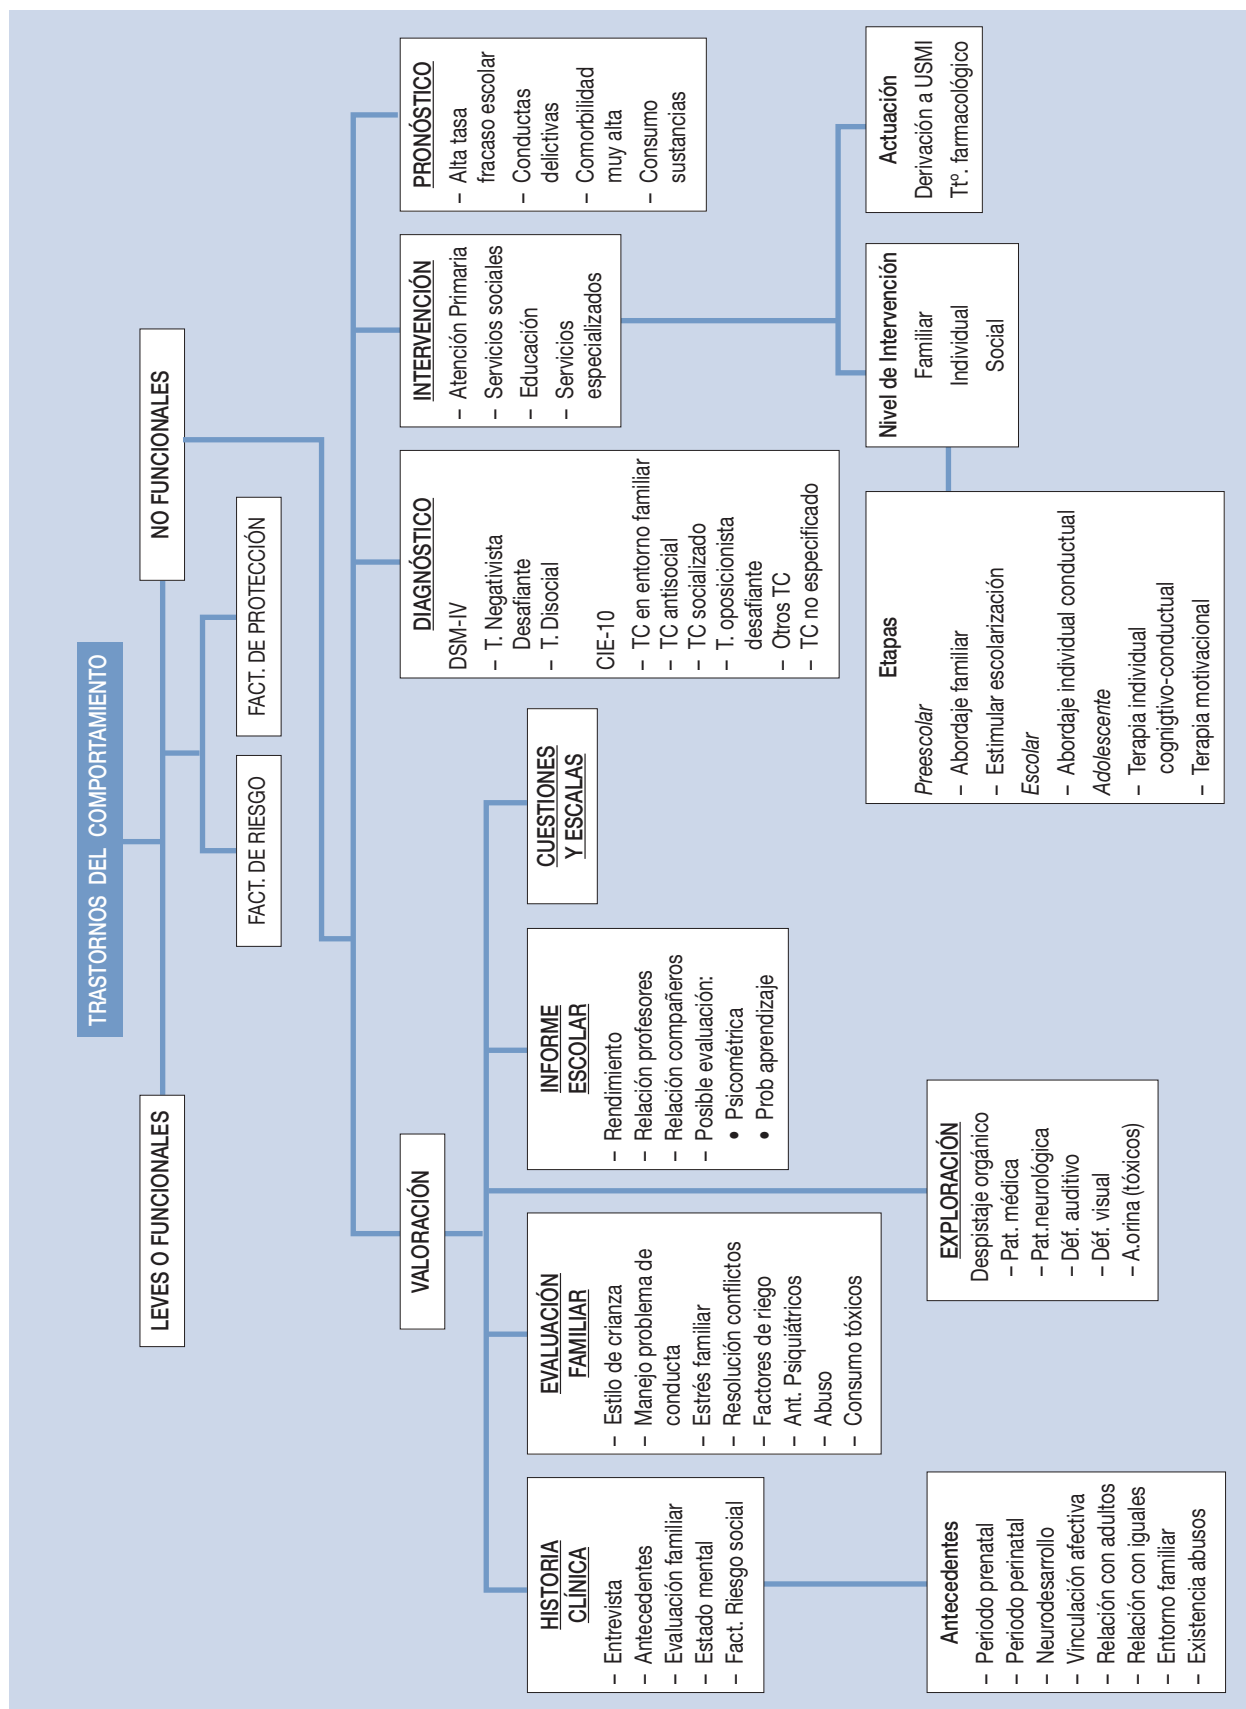 TRASTORNOS DEL COMPORTAMIENTO
LEVES O FUNCIONALES
NO FUNCIONALES
FACT. DE RIESGO
FACT. DE PROTECCIÓN
VALORACIÓN
DIAGNÓSTICO
DSM-IV
– T. Negativista
Desafiante
– T. Disocial
CIE-10
– TC en entorno familiar
– TC antisocial
– TC socializado
– T. oposicionista
desafiante
– Otros TC
– TC no especificado
INTERVENCIÓN
– Atención Primaria
– Servicios sociales
– Educación
– Servicios
especializados
PRONÓSTICO
– Alta tasa
fracaso escolar
– Conductas
delictivas
– Comorbilidad
muy alta
– Consumo
sustancias
HISTORIA
CLÍNICA
– Entrevista
– Antecedentes
– Evaluación familiar
– Estado mental
– Fact. Riesgo social
EVALUACIÓN
FAMILIAR
– Estilo de crianza
– Manejo problema de
conducta
– Estrés familiar
– Resolución conflictos
– Factores de riego
– Ant. Psiquiátricos
– Abuso
– Consumo tóxicos
INFORME
ESCOLAR
– Rendimiento
– Relación profesores
– Relación compañeros
– Posible evaluación:
• Psicométrica
• Prob aprendizaje
CUESTIONES
Y ESCALAS
Antecedentes
– Periodo prenatal
– Periodo perinatal
– Neurodesarrollo
– Vinculación afectiva
– Relación con adultos
– Relación con iguales
– Entorno familiar
– Existencia abusos
EXPLORACIÓN
Despistaje orgánico
– Pat. médica
– Pat.neurológica
– Déf. auditivo
– Déf. visual
– A.orina (tóxicos)
Etapas
Preescolar
– Abordaje familiar
– Estimular escolarización
Escolar
– Abordaje individual conductual
Adolescente
– Terapia individual
cognigtivo-conductual
– Terapia motivacional
Nivel de Intervención
Familiar
Individual
Social
Actuación
Derivación a USMI
Ttº. farmacológico